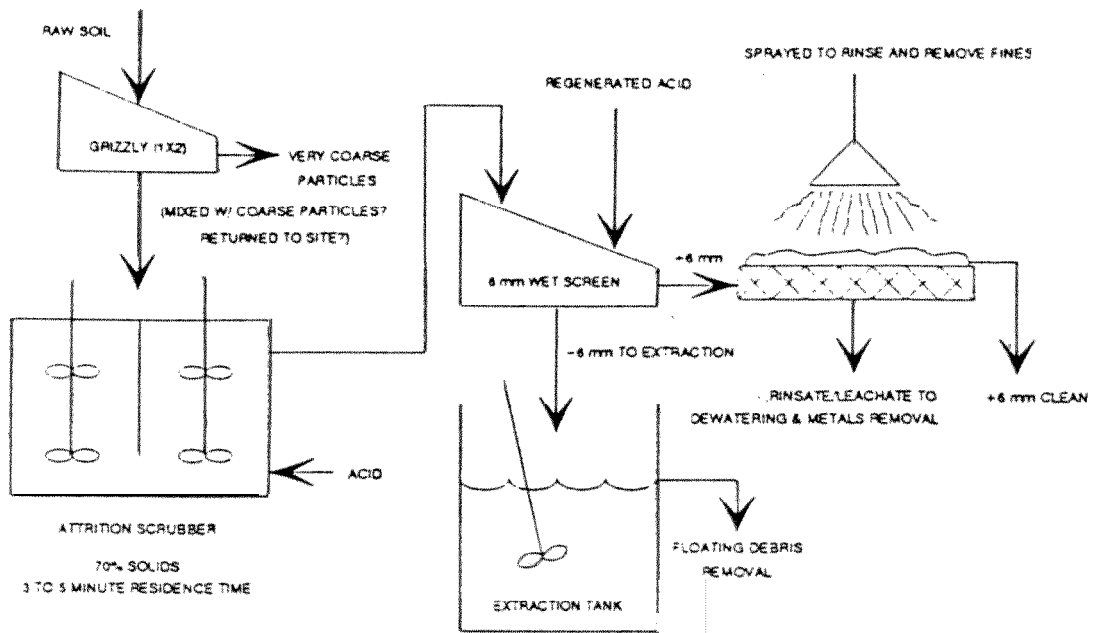 RAW SOIL
GRIZZLY (1X2)
VERY COARSE
PARTICLES
(MIXED W/ COARSE PARTICLES?
RETURNED TO SITE?)
ACID
ATTRITION SCRUBBER
70% SOLIDS
3 TO 5 MINUTE RESIDENCE TIME
REGENERATED ACID
6 mm WET SCREEN
+6 mm
-6 mm TO EXTRACTION
EXTRACTION TANK
FLOATING DEBRIS
REMOVAL
SPRAYED TO RINSE AND REMOVE FINES
RINSATE/LEACHATE TO
DEWATERING & METALS REMOVAL
+6 mm CLEAN